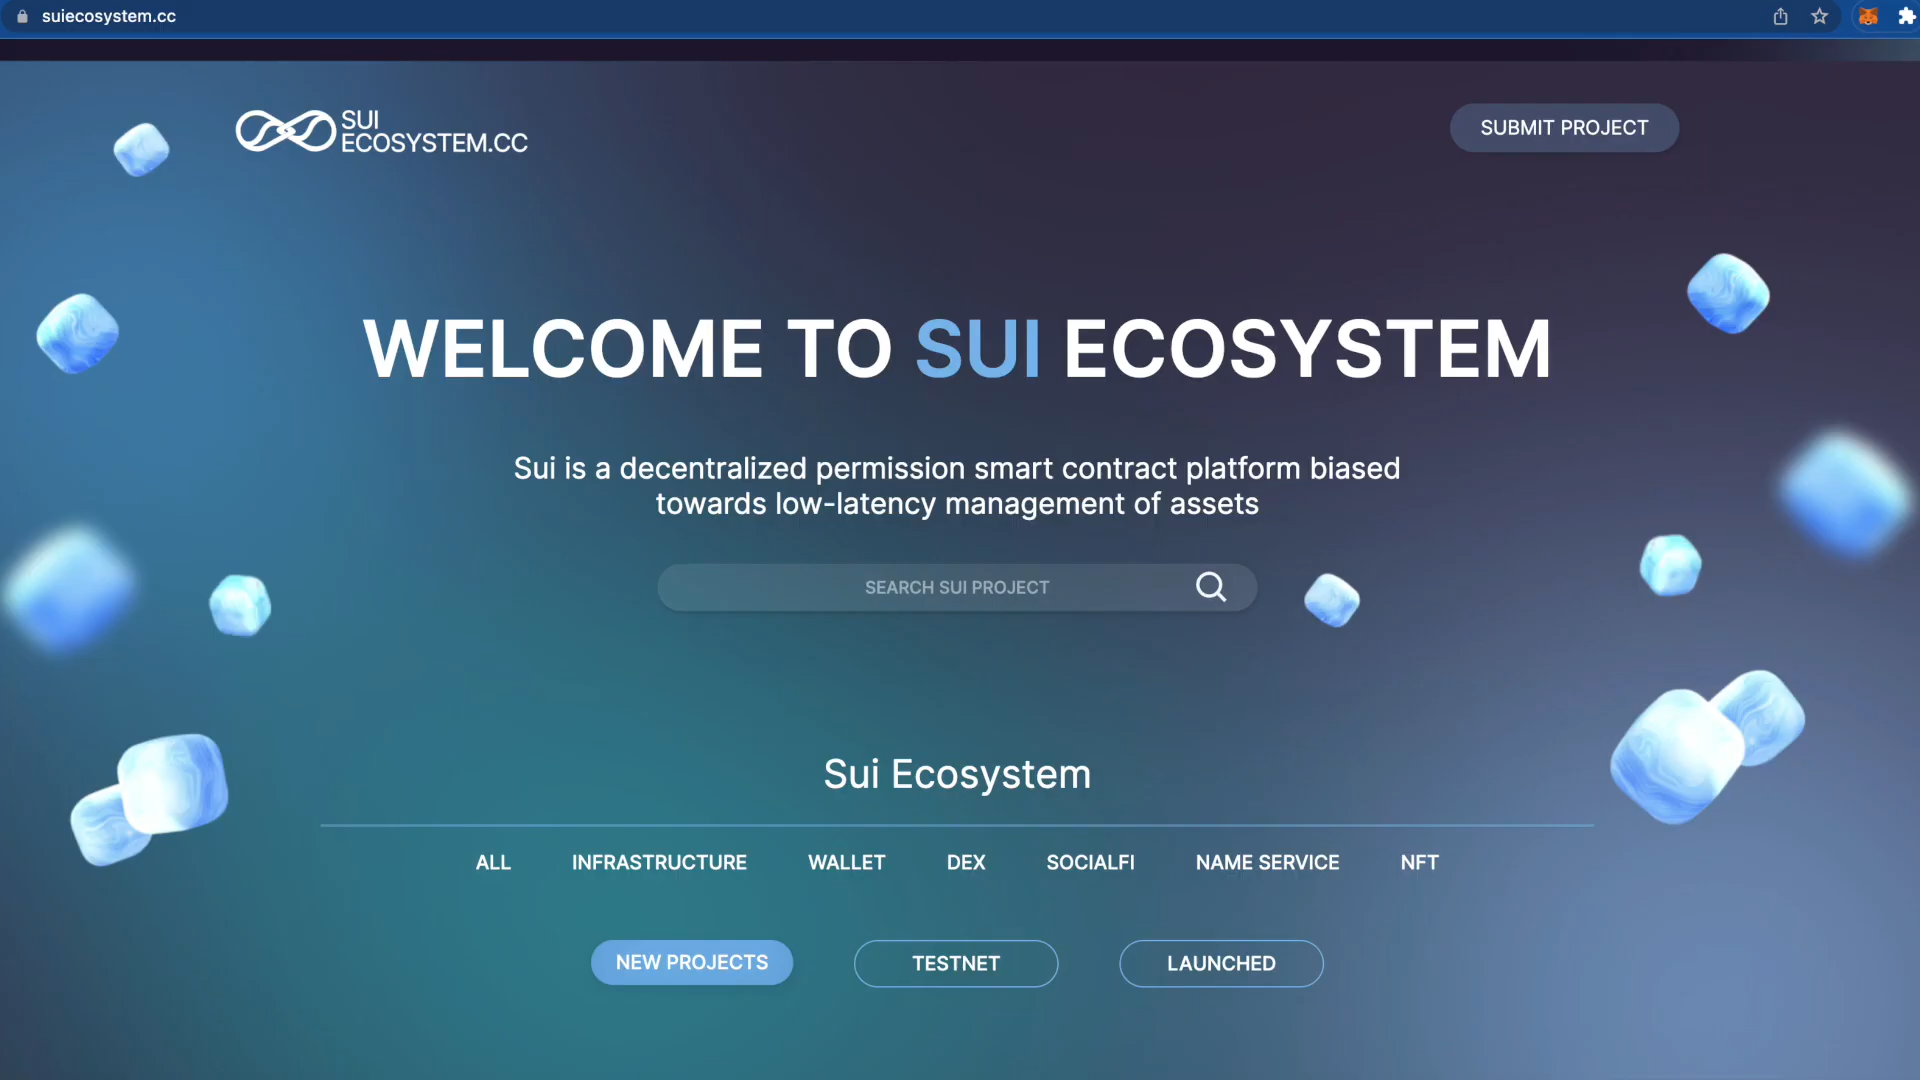 suiecosystem.cc
SUI
ECOSYSTEM.CC
SUBMIT PROJECT
WELCOME TO SUI ECOSYSTEM
Sui is a decentralized permission smart contract platform biased
towards low-latency management of assets
SEARCH SUI PROJECT
Sui Ecosystem
ALL INFRASTRUCTURE WALLET DEX SOCIALFI NAME SERVICE NFT
NEW PROJECTS TESTNET LAUNCHED